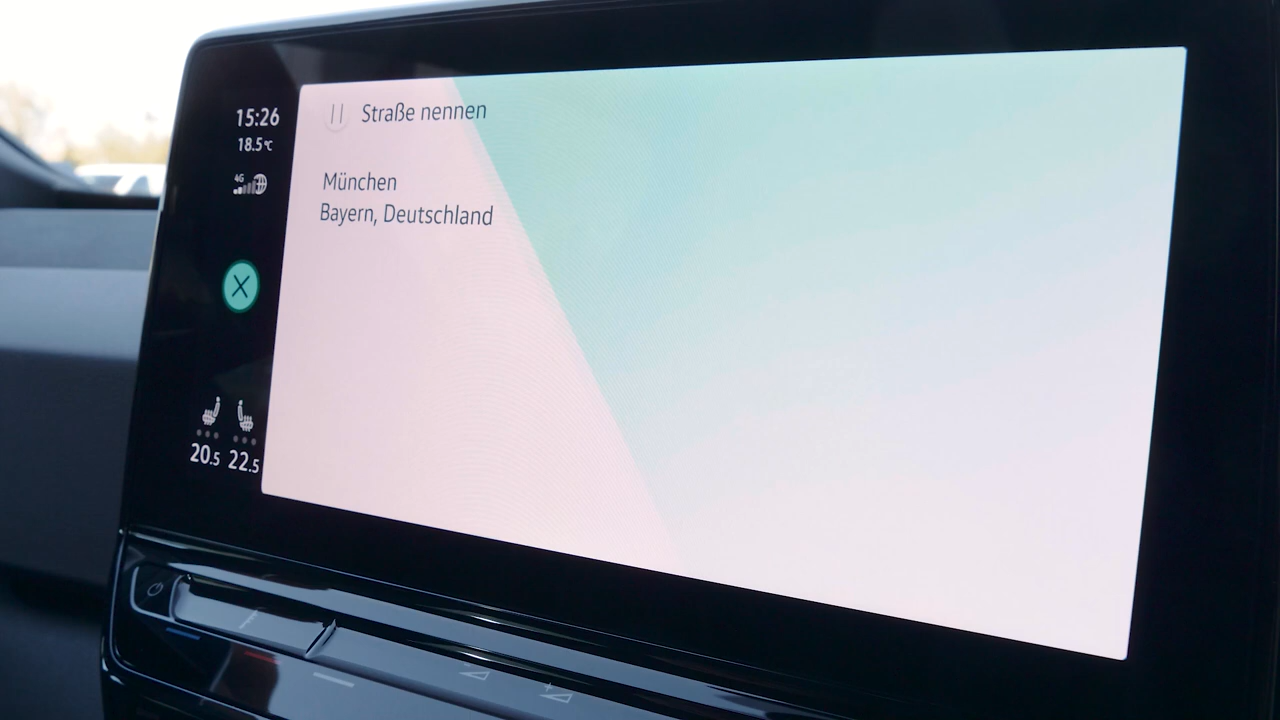 15:26
18.5°C
4G
Straße nennen
München
Bayern, Deutschland
20.5 22.5